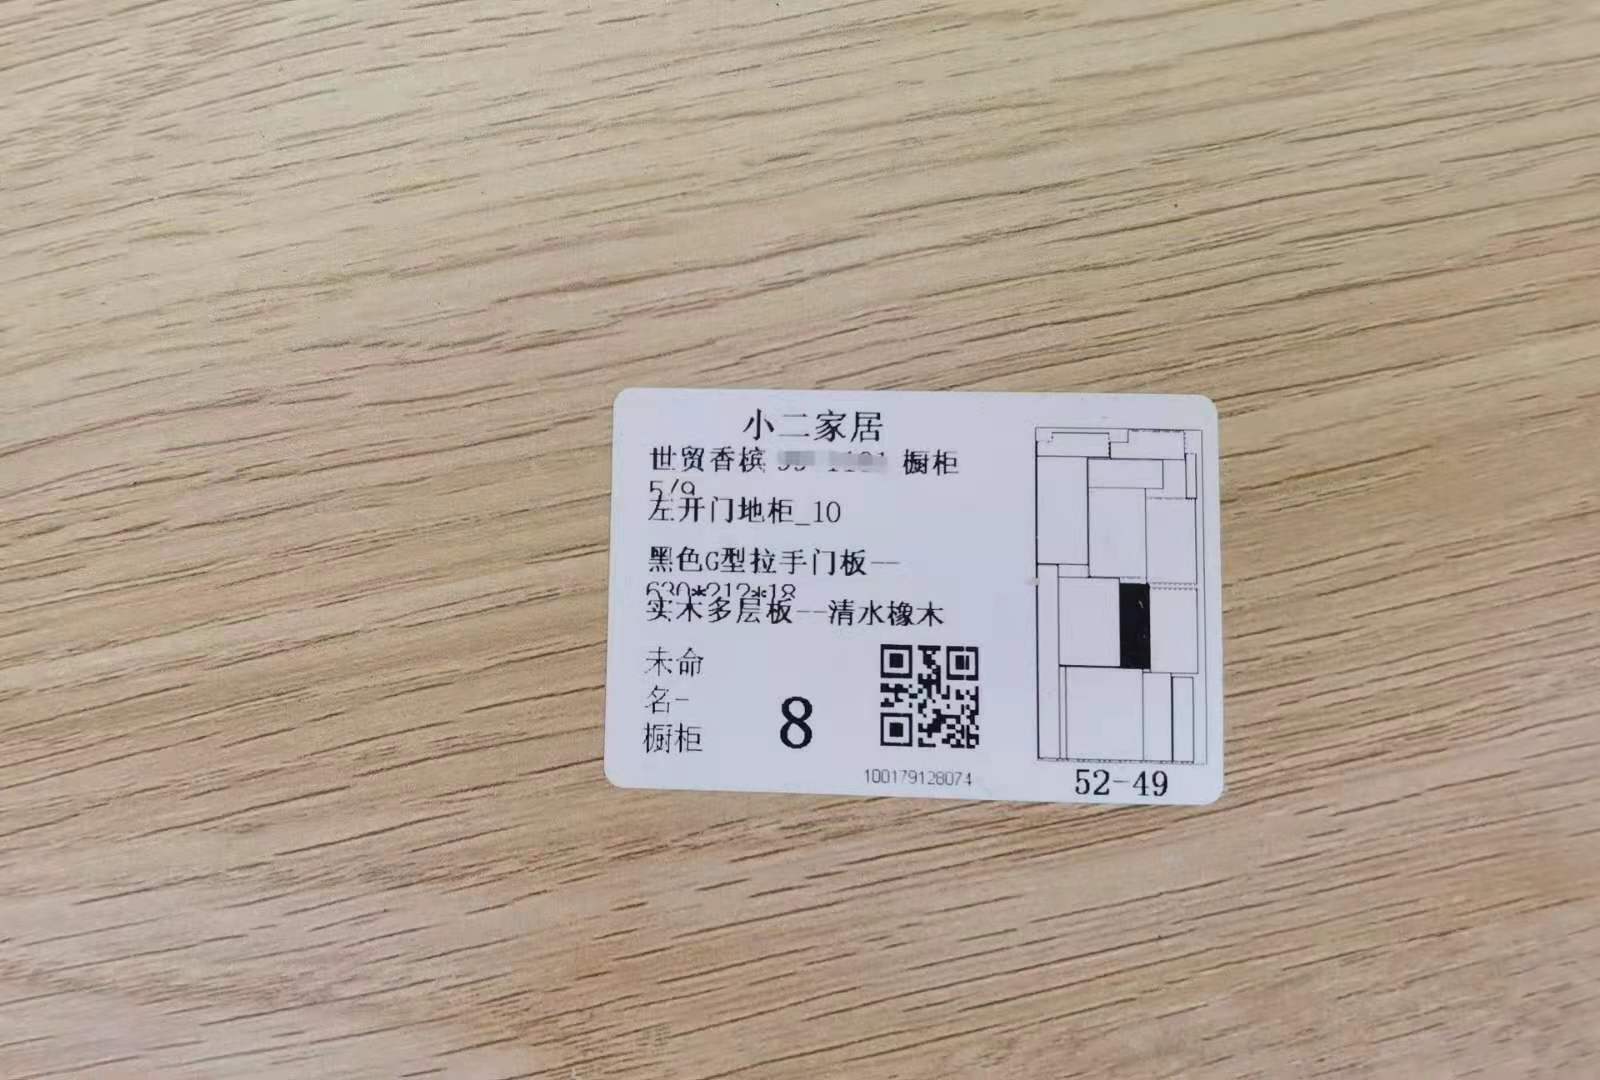 小二家居
世贸香槟 橱柜
5/9
左开门地柜_10
黑色G型拉手门板--
630*212*18
实木多层板--清水橡木
未命
名-
橱柜
8
100179128074
52-49